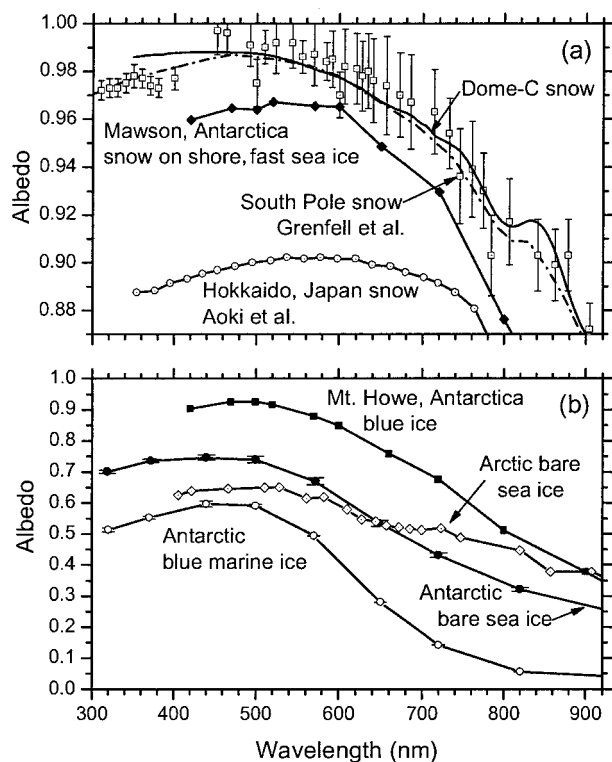 1.00
0.98
0.96
0.94
0.92
0.90
0.88
Albedo
(a)
Dome-C snow
Mawson, Antarctica
snow on shore, fast sea ice
South Pole snow
Grenfell et al.
Hokkaido, Japan snow
Aoki et al.
1.0
0.9
0.8
0.7
0.6
0.5
0.4
0.3
0.2
0.1
0.0
Albedo
(b)
Mt. Howe, Antarctica
blue ice
Arctic bare
sea ice
Antarctic
blue marine ice
Antarctic
bare sea ice
300 400 500 600 700 800 900
Wavelength (nm)